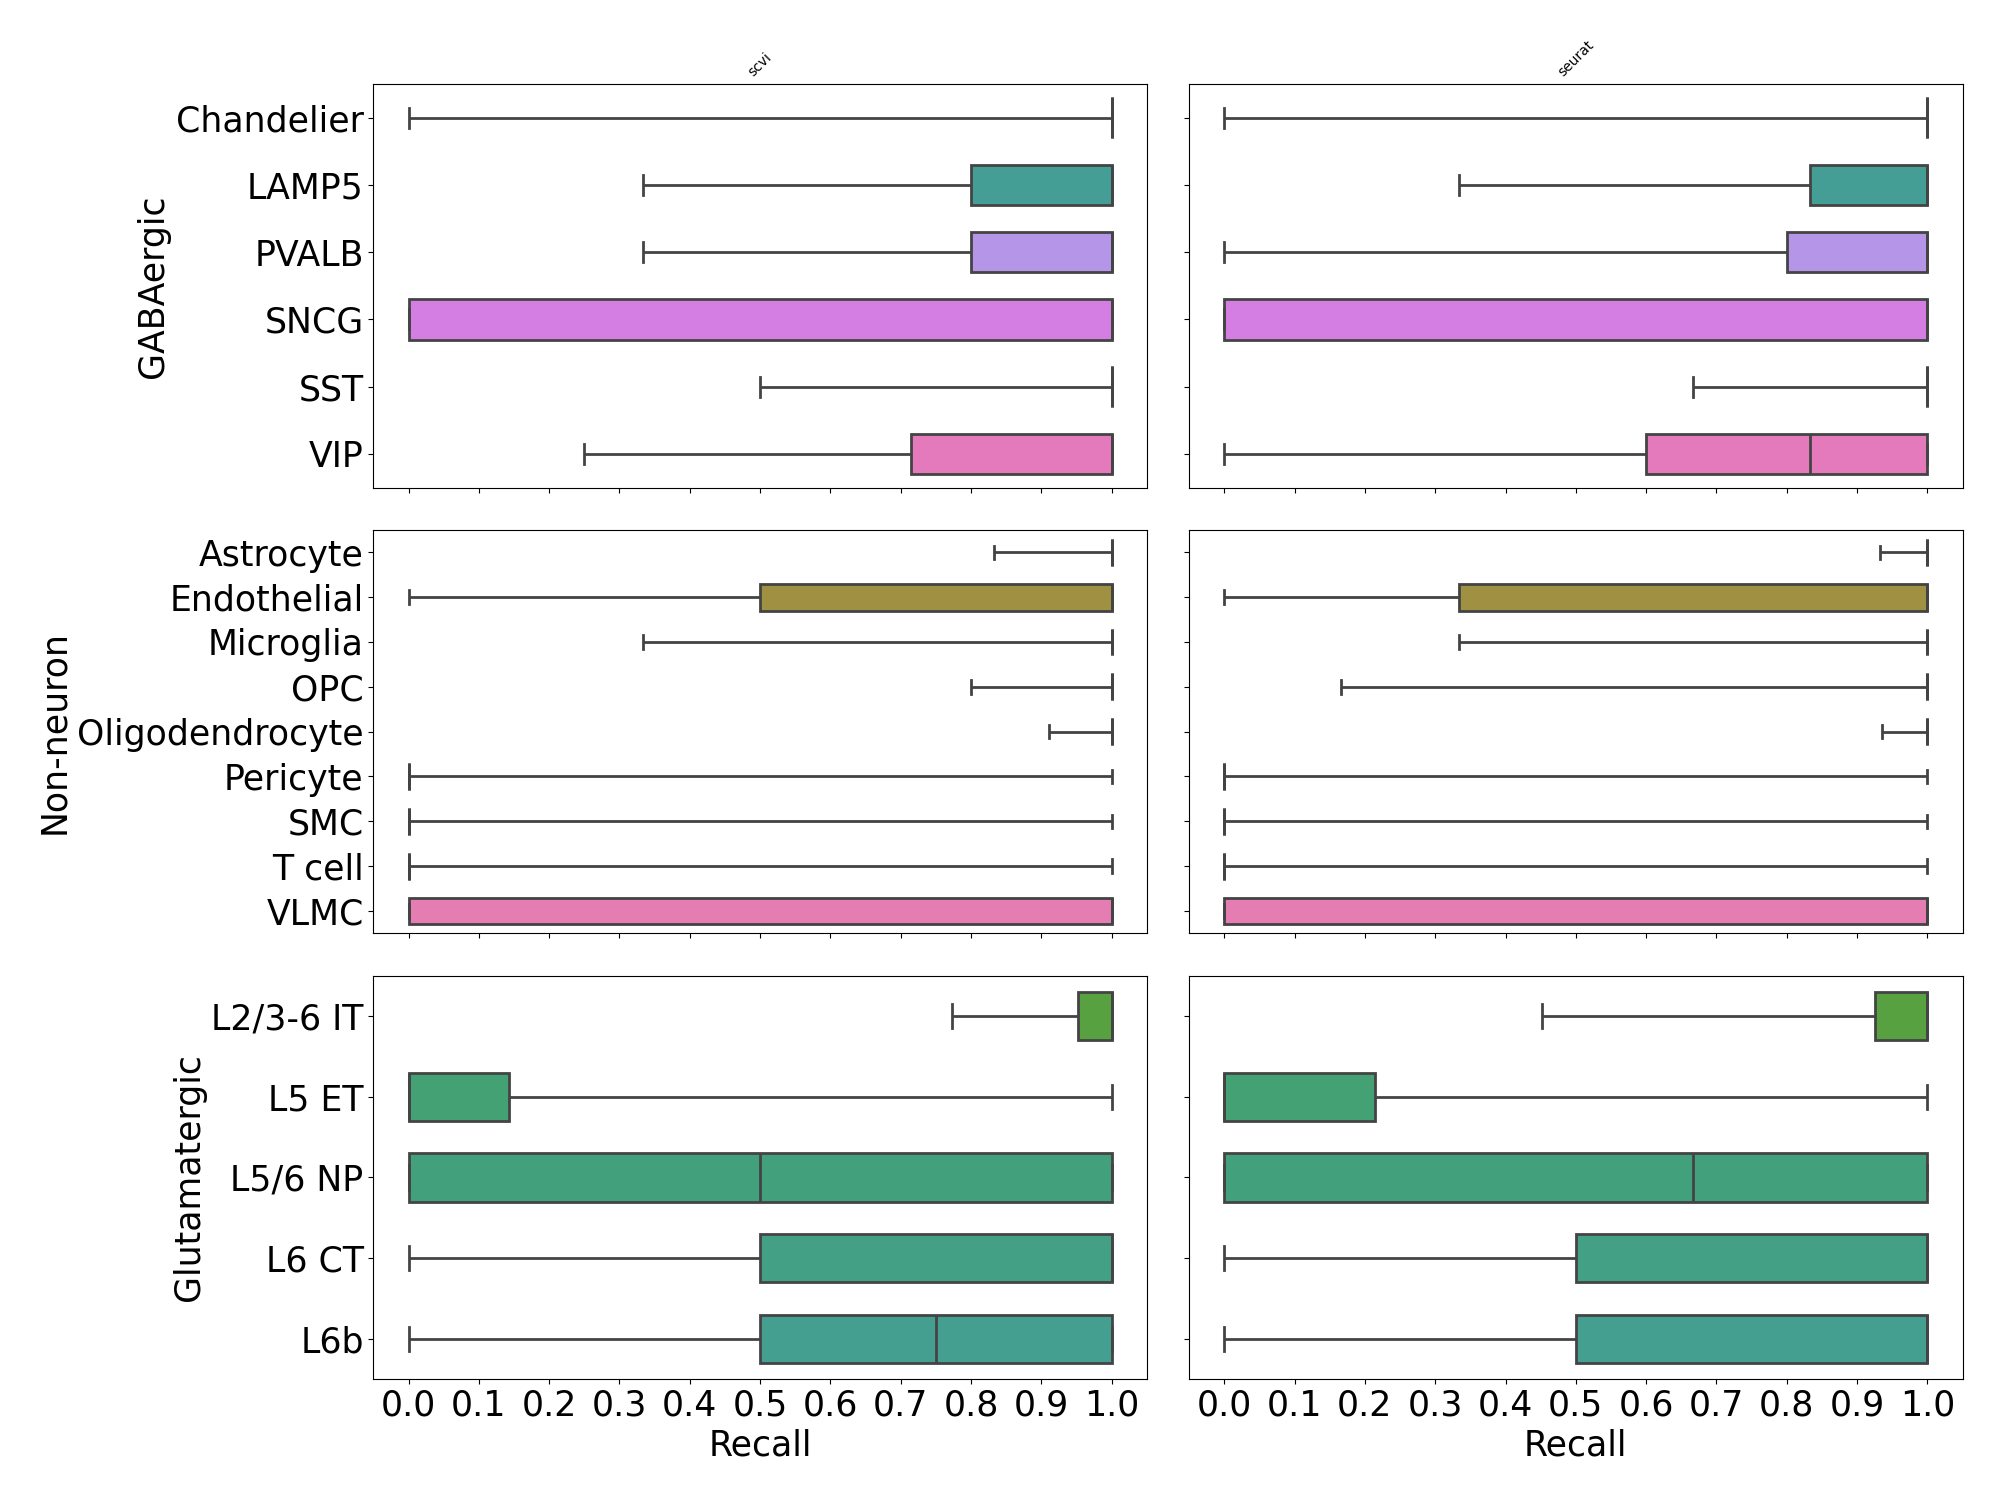 scvi
seurat
GABAergic
Chandelier
LAMP5
PVALB
SNCG
SST
VIP
Non-neuron
Astrocyte
Endothelial
Microglia
OPC
Oligodendrocyte
Pericyte
SMC
T cell
VLMC
Glutamatergic
L2/3-6 IT
L5 ET
L5/6 NP
L6 CT
L6b
0.0 0.1 0.2 0.3 0.4 0.5 0.6 0.7 0.8 0.9 1.0
Recall
0.0 0.1 0.2 0.3 0.4 0.5 0.6 0.7 0.8 0.9 1.0
Recall